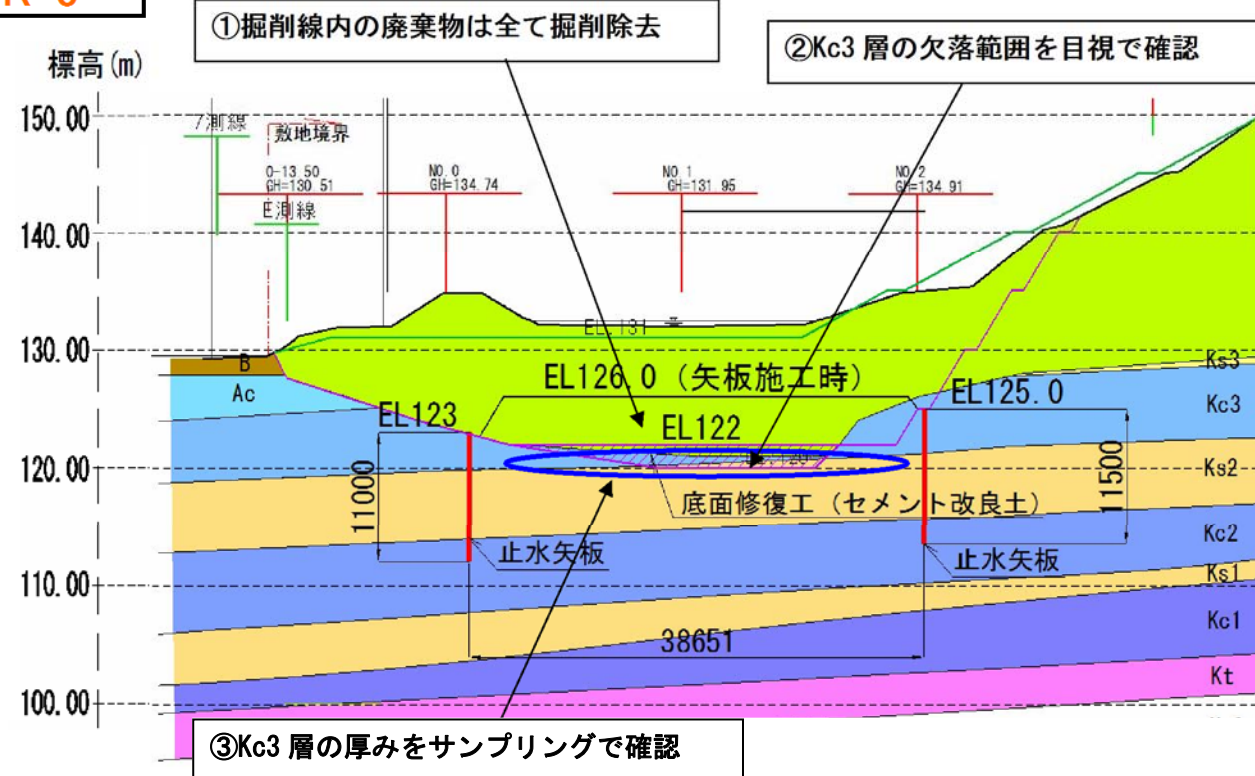 ①掘削線内の廃棄物は全て掘削除去
②Kc3 層の欠落範囲を目視で確認
標高(m)
150.00
敷地境界
0-13.50
GH=130.51
NO.0
GH=134.74
NO.1
GH=131.95
NO.2
GH=134.91
E測線
140.00
EL.131
130.00
B
Ks3
EL126.0 (矢板施工時)
Ac
EL125.0
Kc3
EL123
EL122
120.00
Ks2
11000
11500
底面修復工 (セメント改良土)
止水矢板
止水矢板
Kc2
110.00
Ks1
Kc1
38651
Kt
100.00
③Kc3 層の厚みをサンプリングで確認